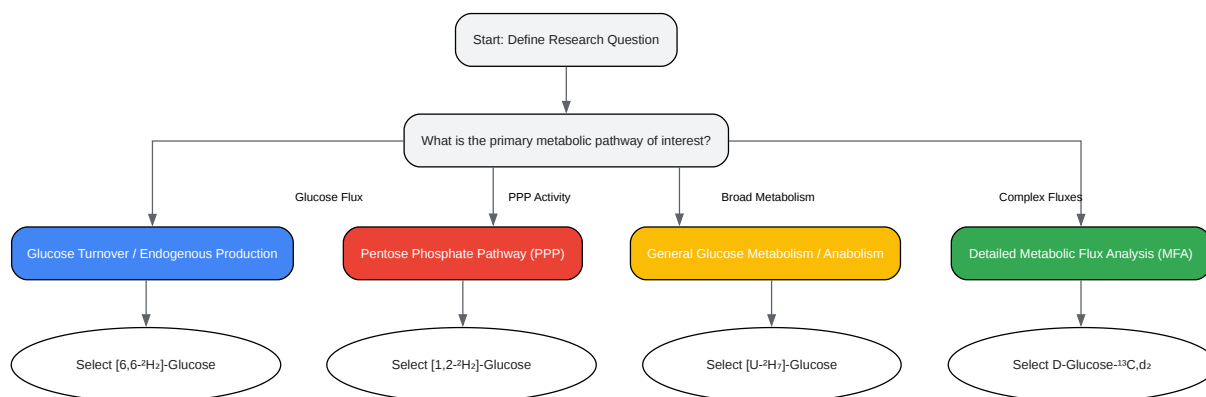 Start: Define Research Question
What is the primary metabolic pathway of interest?
Glucose Flux
PPP Activity
Broad Metabolism
Complex Fluxes
Glucose Turnover / Endogenous Production
Pentose Phosphate Pathway (PPP)
General Glucose Metabolism / Anabolism
Detailed Metabolic Flux Analysis (MFA)
Select [6,6-²H₂]-Glucose
Select [1,2-²H₂]-Glucose
Select [U-²H₇]-Glucose
Select D-Glucose-¹³C,d₂